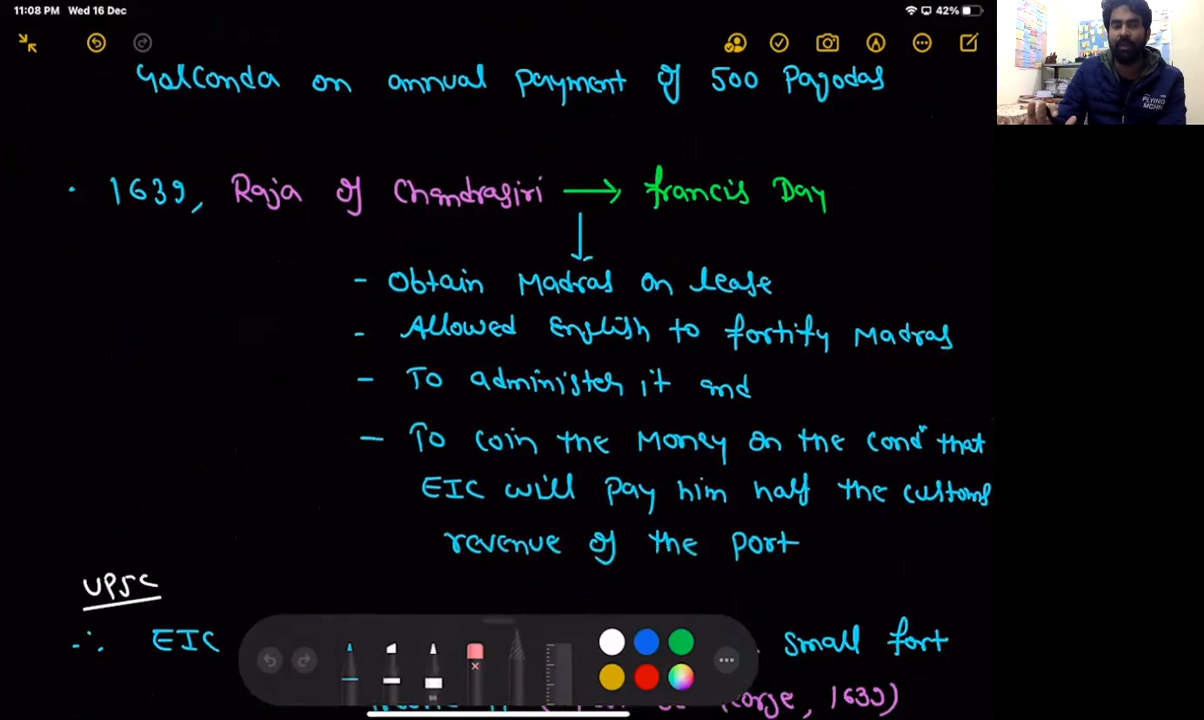 11:08 PM Wed 16 Dec 42%
Golconda on annual payment of 500 Pagodas
FLYING
MCHN
· 1639, Raja of Chandragiri → francis Day
- Obtain Madras on lease
- Allowed English to fortify Madras
- To administer it and
- To coin the Money on the condn that
EIC will pay him half the customs
revenue of the port
UPSC
∴ EIC small fort
orge, 1639)